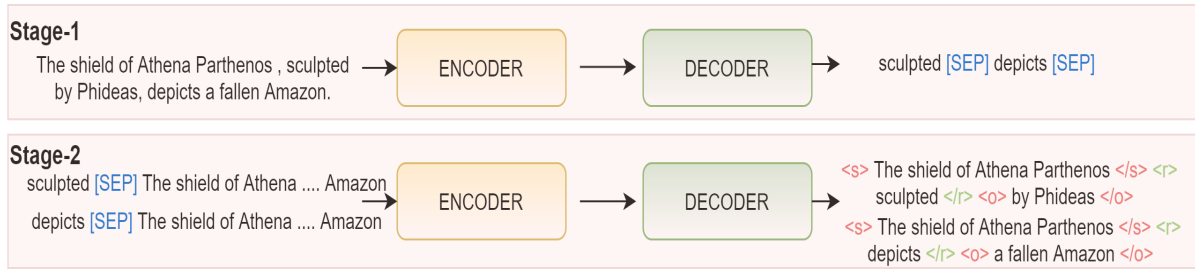 Stage-1
The shield of Athena Parthenos , sculpted
by Phideas, depicts a fallen Amazon.
ENCODER
DECODER
sculpted [SEP] depicts [SEP]
Stage-2
sculpted [SEP] The shield of Athena .... Amazon
depicts [SEP] The shield of Athena .... Amazon
ENCODER
DECODER
<s> The shield of Athena Parthenos </s> <r>
sculpted </r> <o> by Phideas </o>
<s> The shield of Athena Parthenos </s> <r>
depicts </r> <o> a fallen Amazon </o>